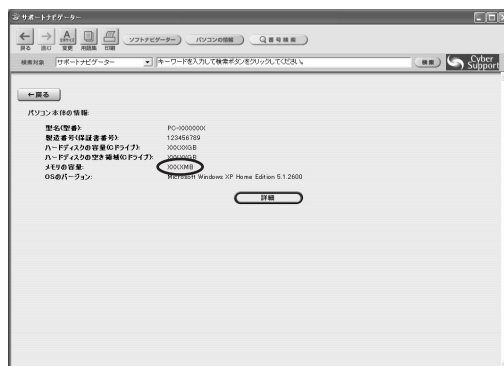 サポートナビゲーター
戻る 進む 変更 用語集 印刷
文字サイズ
ソフトナビゲーター パソコンの情報 番号検索
検索対象 サポートナビゲーター キーワードを入力して検索ボタンをクリックしてください。 検索 Cyber Support
←戻る
パソコン本体の情報:
型名(型番): PC-XXXXXXX
製造番号(保証書番号): 123456789
ハードディスクの容量(Cドライブ): XXX.XXGB
ハードディスクの空き領域(Cドライブ): XXX.XXGB
メモリの容量: XXX.XMB
OSのバージョン: Microsoft Windows XP Home Edition 5.1.2600
詳細